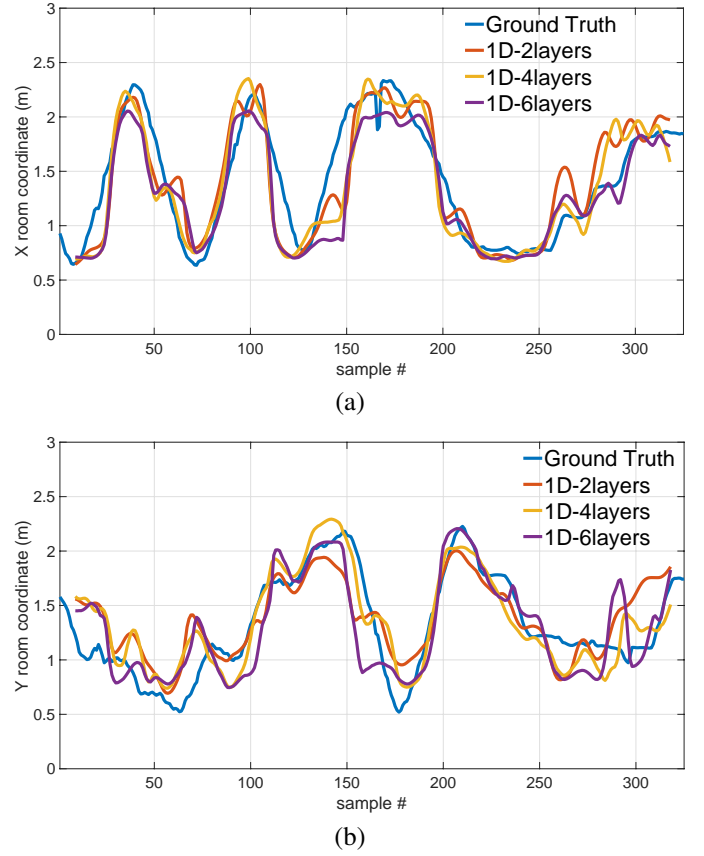 3
2.5
2
1.5
1
0.5
0
X room coordinate (m)
Ground Truth
1D-2layers
1D-4layers
1D-6layers
50 100 150 200 250 300
sample #
(a)
3
2.5
2
1.5
1
0.5
0
Y room coordinate (m)
Ground Truth
1D-2layers
1D-4layers
1D-6layers
50 100 150 200 250 300
sample #
(b)